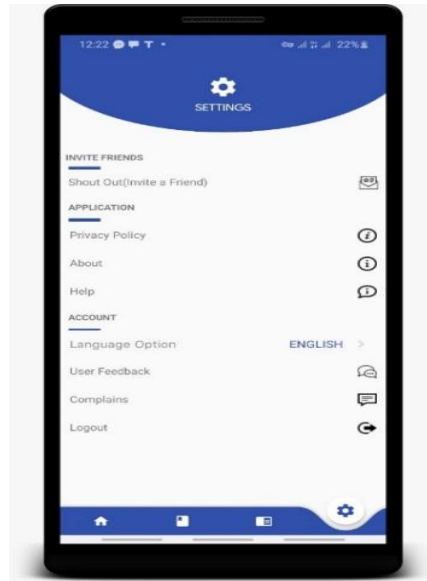 12:22 T
22%
SETTINGS
INVITE FRIENDS
Shout Out(Invite a Friend)
APPLICATION
Privacy Policy
About
Help
ACCOUNT
Language Option ENGLISH >
User Feedback
Complains
Logout